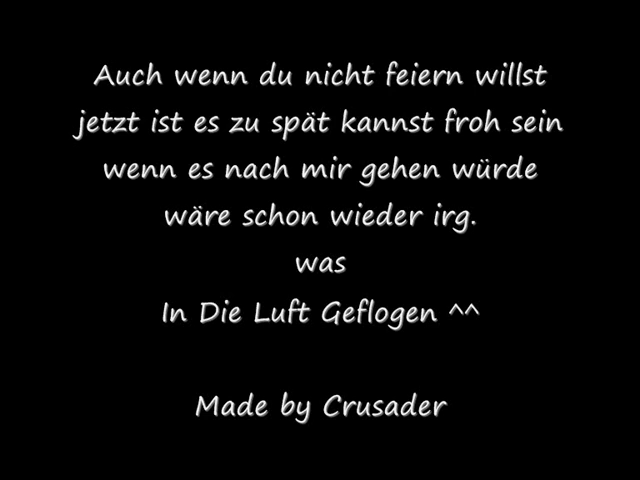 Auch wenn du nicht feiern willst
jetzt ist es zu spät kannst froh sein
wenn es nach mir gehen würde
wäre schon wieder irg.
was
In Die Luft Geflogen ^^
Made by Crusader